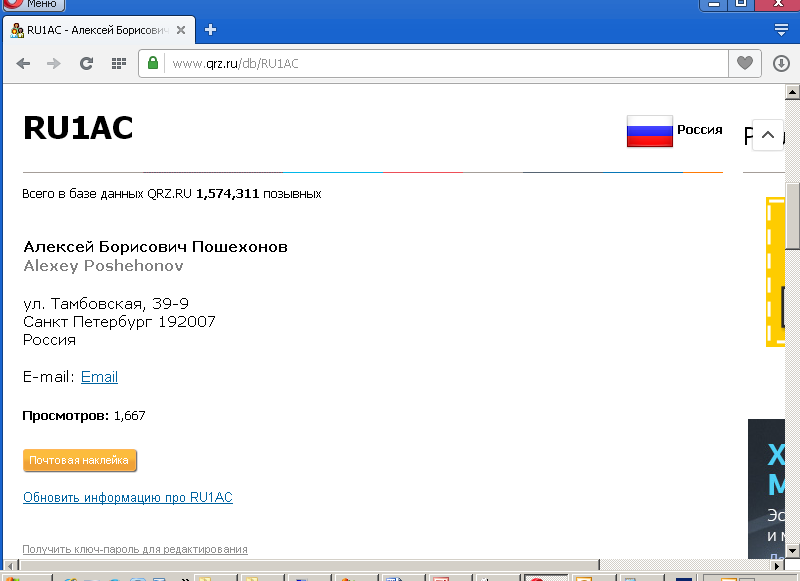 Меню
RU1AC - Алексей Борисович
www.qrz.ru/db/RU1AC
RU1AC
Россия
Всего в базе данных QRZ.RU 1,574,311 позывных
Алексей Борисович Пошехонов
Alexey Poshehonov
ул. Тамбовская, 39-9
Санкт Петербург 192007
Россия
E-mail: Email
Просмотров: 1,667
Почтовая наклейка
Обновить информацию про RU1AC
Х
М
Эс
и м
Получить ключ-пароль для редактирования